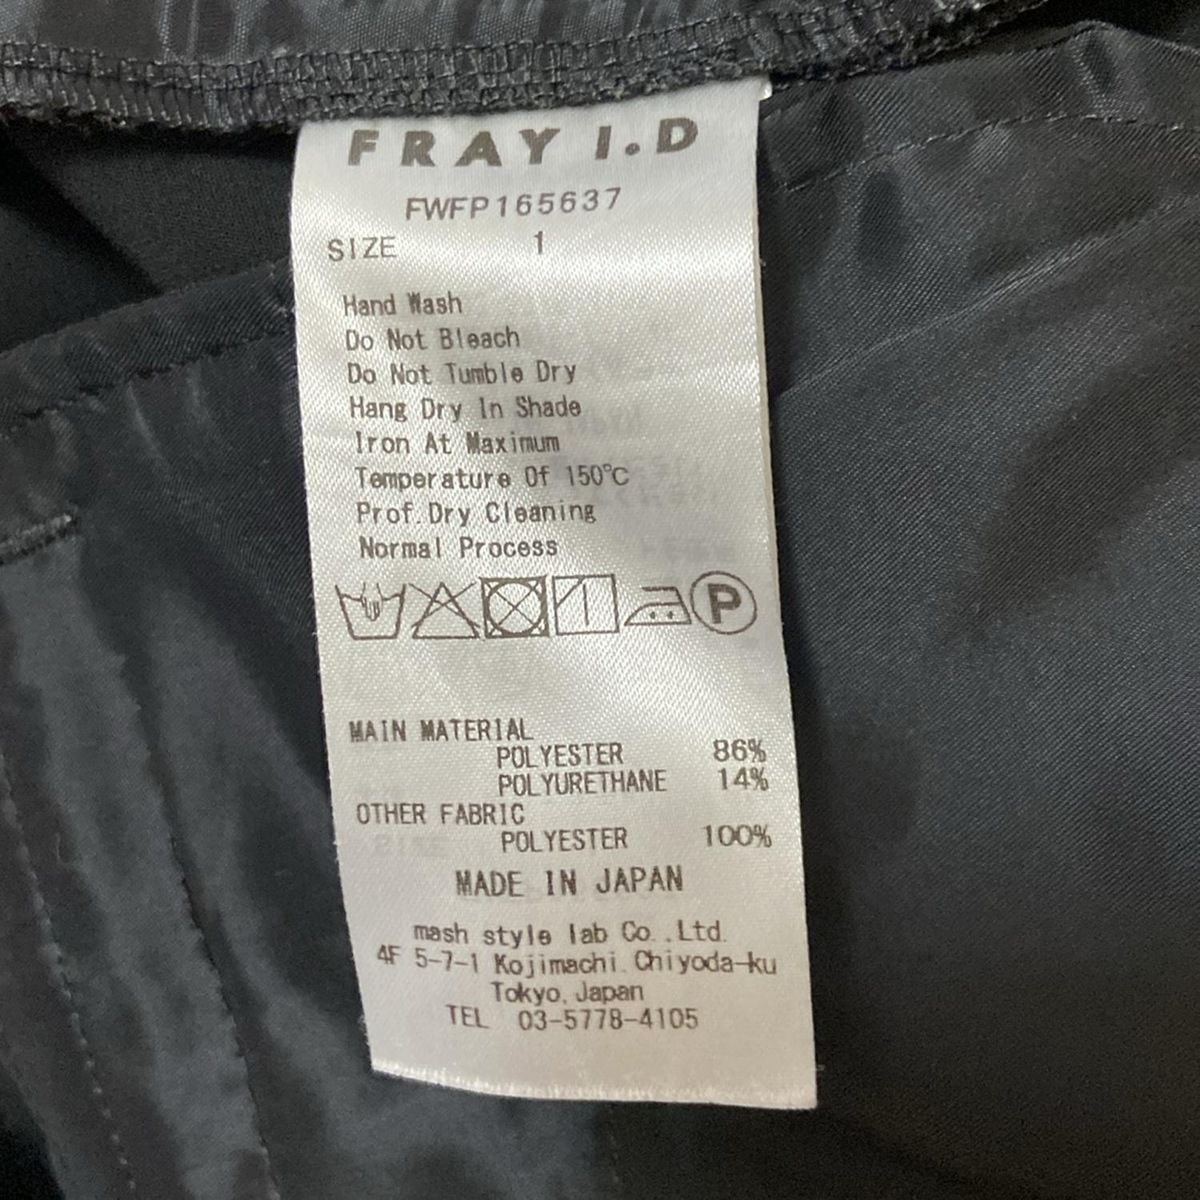 FRAY I.D
FWFP165637
SIZE 1
Hand Wash
Do Not Bleach
Do Not Tumble Dry
Hang Dry In Shade
Iron At Maximum
Temperature Of 150℃
Prof.Dry Cleaning
Normal Process
P
MAIN MATERIAL
POLYESTER 86%
POLYURETHANE 14%
OTHER FABRIC
POLYESTER 100%
MADE IN JAPAN
mash style lab Co.,Ltd.
4F 5-7-1 Kojimachi.Chiyoda-ku
Tokyo,Japan
TEL 03-5778-4105